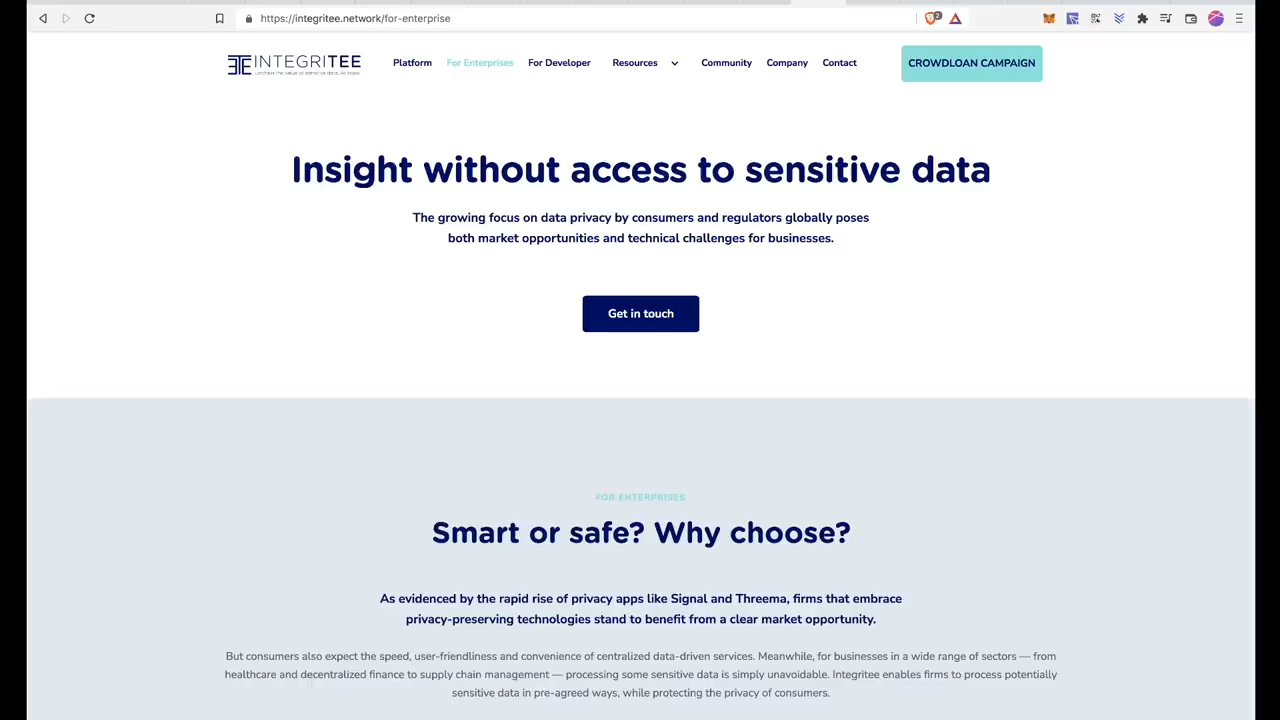 https://integritee.network/for-enterprise
2
INTEGRITEE
Platform
For Enterprises
For Developer
Resources
Community
Company
Contact
CROWDLOAN CAMPAIGN
Insight without access to sensitive data
The growing focus on data privacy by consumers and regulators globally poses
both market opportunities and technical challenges for businesses.
Get in touch
FOR ENTERPRISES
Smart or safe? Why choose?
As evidenced by the rapid rise of privacy apps like Signal and Threema, firms that embrace
privacy-preserving technologies stand to benefit from a clear market opportunity.
But consumers also expect the speed, user-friendliness and convenience of centralized data-driven services. Meanwhile, for businesses in a wide range of sectors — from
healthcare and decentralized finance to supply chain management — processing some sensitive data is simply unavoidable. Integritee enables firms to process potentially
sensitive data in pre-agreed ways, while protecting the privacy of consumers.